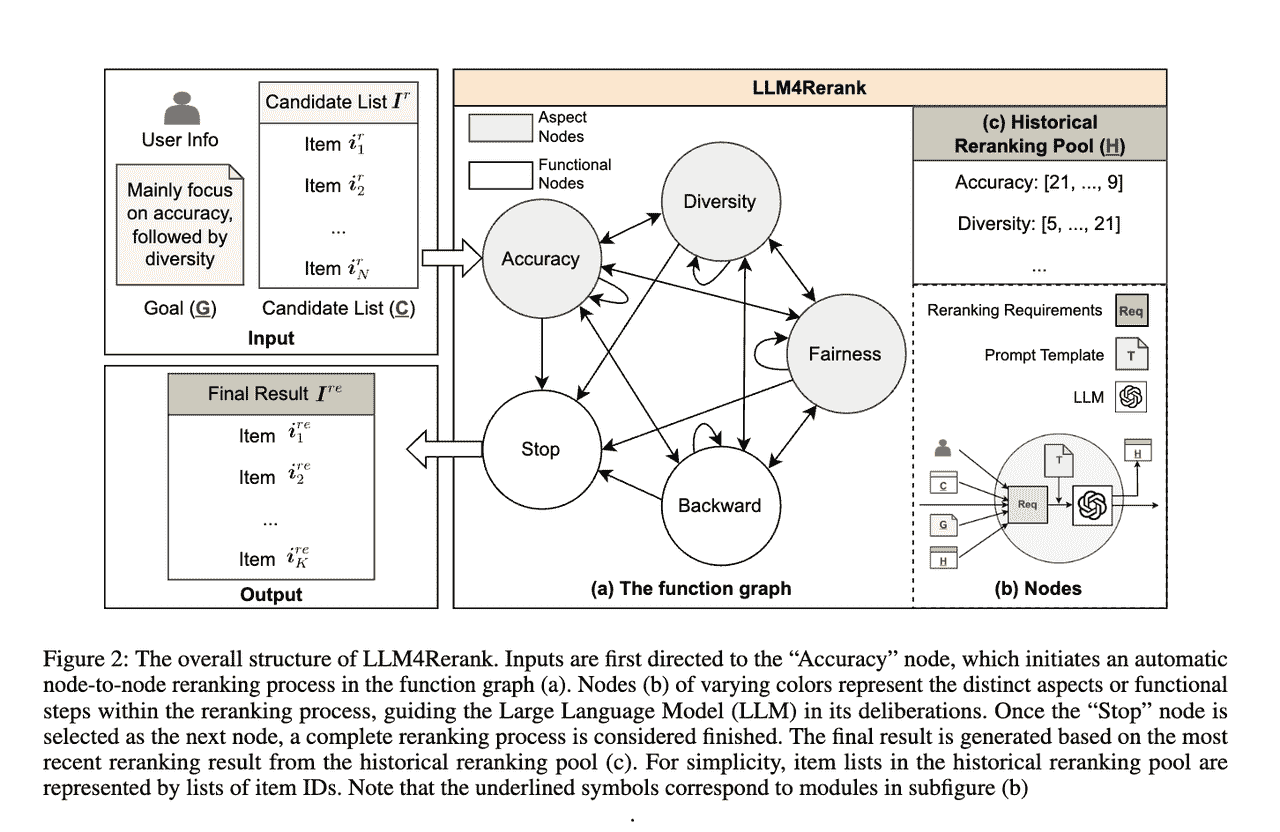 User Info
Mainly focus
on accuracy,
followed by
diversity
Goal (G)
Candidate List I^r
Item i_1^r
Item i_2^r
...
Item i_N^r
Candidate List (C)
Input
Final Result I^re
Item i_1^re
Item i_2^re
...
Item i_K^re
Output
LLM4Rerank
Aspect
Nodes
Functional
Nodes
Diversity
Accuracy
Fairness
Stop
Backward
(a) The function graph
(c) Historical
Reranking Pool (H)
Accuracy: [21, ..., 9]
Diversity: [5, ..., 21]
...
Reranking Requirements Req
Prompt Template T
LLM
T
H
C
Req
G
H
(b) Nodes
Figure 2: The overall structure of LLM4Rerank. Inputs are first directed to the “Accuracy” node, which initiates an automatic
node-to-node reranking process in the function graph (a). Nodes (b) of varying colors represent the distinct aspects or functional
steps within the reranking process, guiding the Large Language Model (LLM) in its deliberations. Once the “Stop” node is
selected as the next node, a complete reranking process is considered finished. The final result is generated based on the most
recent reranking result from the historical reranking pool (c). For simplicity, item lists in the historical reranking pool are
represented by lists of item IDs. Note that the underlined symbols correspond to modules in subfigure (b)
.